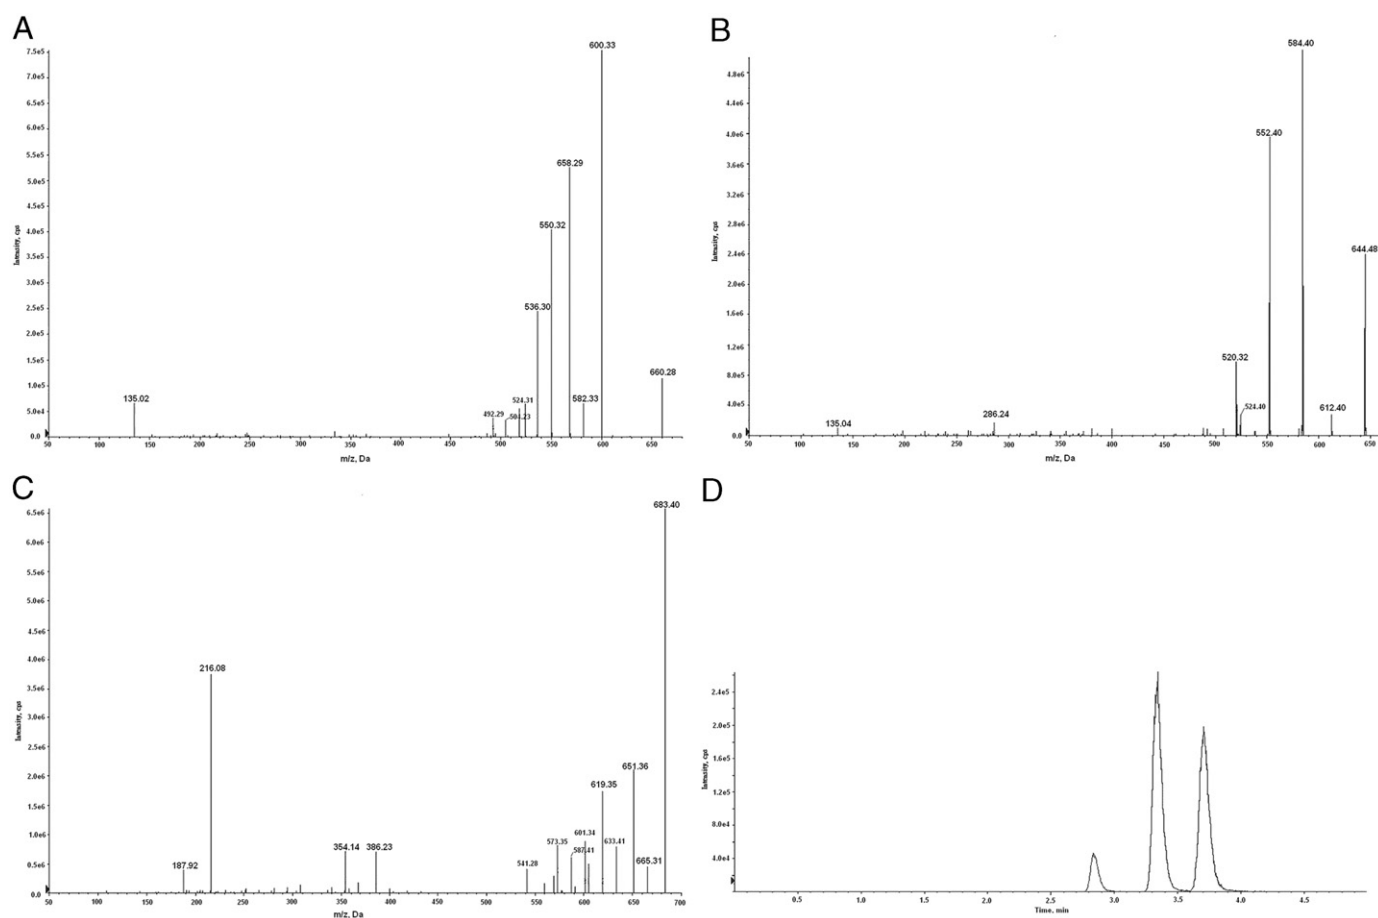 A
7.5e5
7.0e5
6.5e5
6.0e5
5.5e5
5.0e5
4.5e5
4.0e5
3.5e5
3.0e5
2.5e5
2.0e5
1.5e5
1.0e5
5.0e4
0.0
Intensity, cps
600.33
658.29
550.32
536.30
660.28
135.02
582.33
524.31
492.29
50 100 150 200 250 300 350 400 450 500 550 600 650
m/z, Da
B
4.8e6
4.4e6
4.0e6
3.6e6
3.2e6
2.8e6
2.4e6
2.0e6
1.6e6
1.2e6
8.0e5
4.0e5
0.0
Intensity, cps
584.40
552.40
644.48
520.32
524.40
612.40
286.24
135.04
50 100 150 200 250 300 350 400 450 500 550 600 650
m/z, Da
C
6.5e6
6.0e6
5.5e6
5.0e6
4.5e6
4.0e6
3.5e6
3.0e6
2.5e6
2.0e6
1.5e6
1.0e6
0.5e6
0.0
Intensity, cps
683.40
216.08
651.36
619.35
601.34
573.35
587.41
633.41
665.31
541.28
354.14
386.23
187.92
50 100 150 200 250 300 350 400 450 500 550 600 650 700
m/z, Da
D
2.4e5
2.0e5
1.6e5
1.2e5
8.0e4
4.0e4
Intensity, cps
0.5 1.0 1.5 2.0 2.5 3.0 3.5 4.0 4.5
Time, min